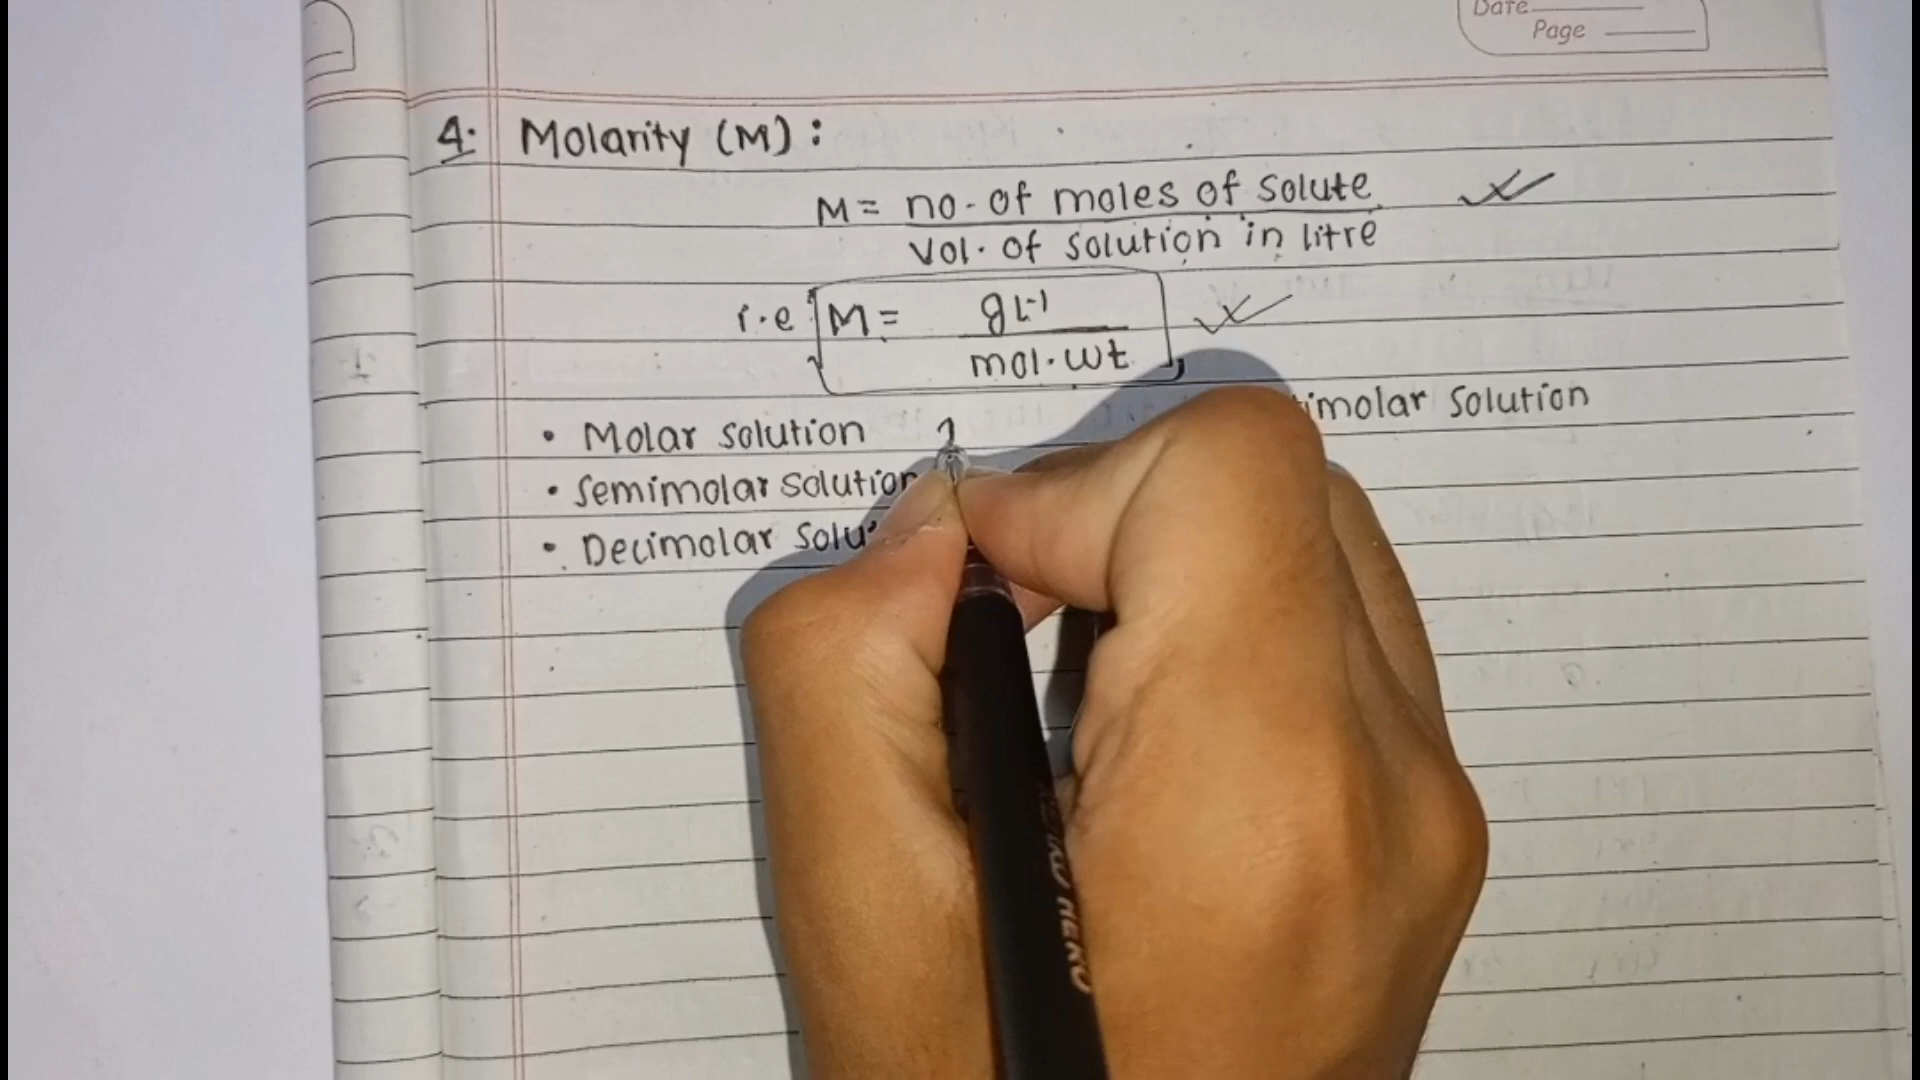 Date
Page
4. Molarity (M) :
M = no. of moles of solute
Vol. of solution in litre
i.e M = gL-1
mol. wt
• Molar solution 1
imolar solution
• Semimolar solution
• Decimolar Solu